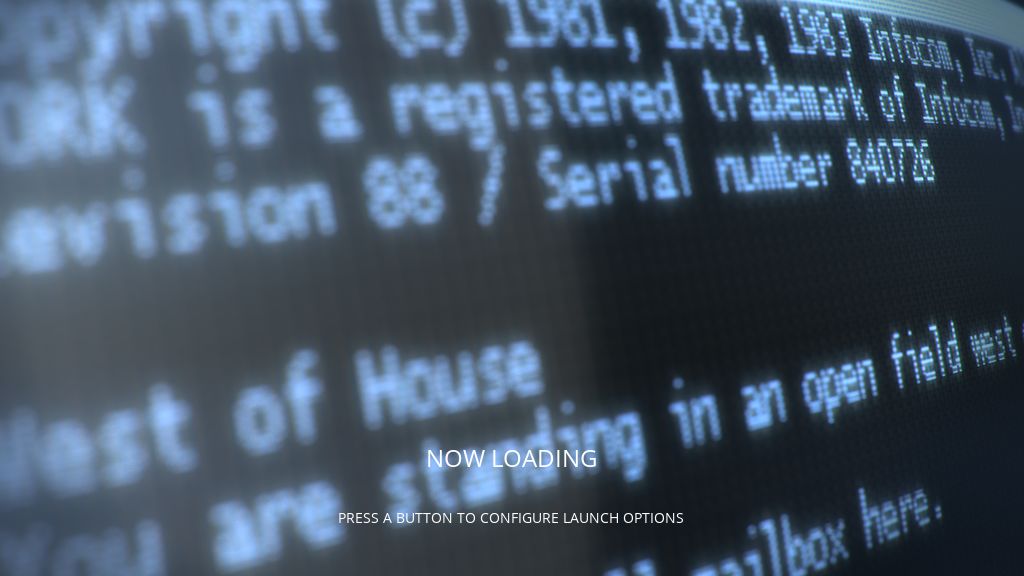 opyright (c) 1981, 1982, 1983 Infocom, Inc.
ORK is a registered trademark of Infocom,
evision 88 / Serial number 840726
West of House
You are standing in an open field west
mailbox here.
NOW LOADING
PRESS A BUTTON TO CONFIGURE LAUNCH OPTIONS